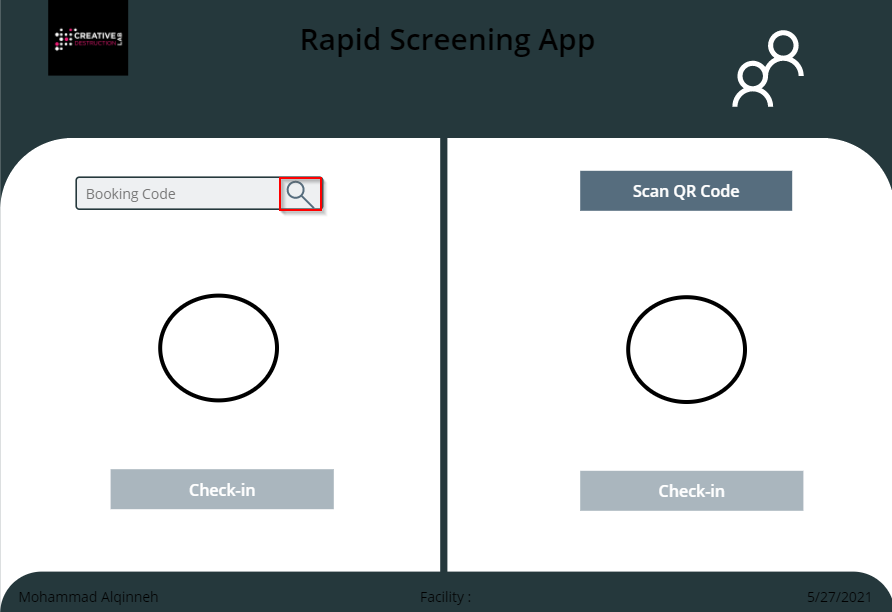 CREATIVE
DESTRUCTION
LAB
Rapid Screening App
Booking Code
Scan QR Code
Check-in
Check-in
Mohammad Alqinneh
Facility :
5/27/2021